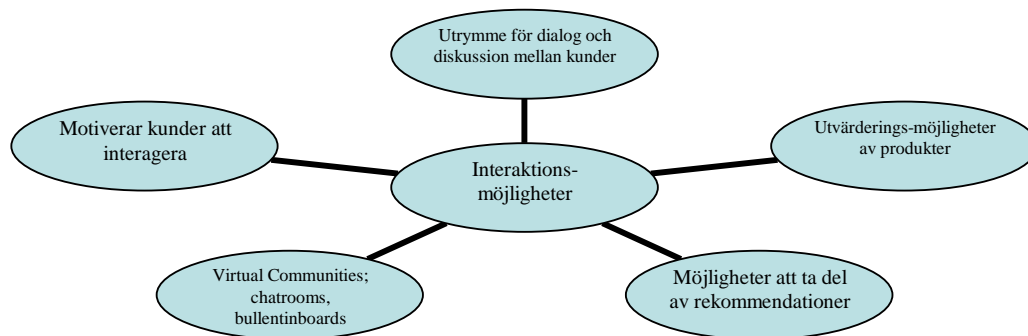 Utrymme för dialog och
diskussion mellan kunder
Motiverar kunder att
interagera
Utvärderings-möjligheter
av produkter
Interaktions-
möjligheter
Virtual Communities;
chatrooms,
bullentinboards
Möjligheter att ta del
av rekommendationer